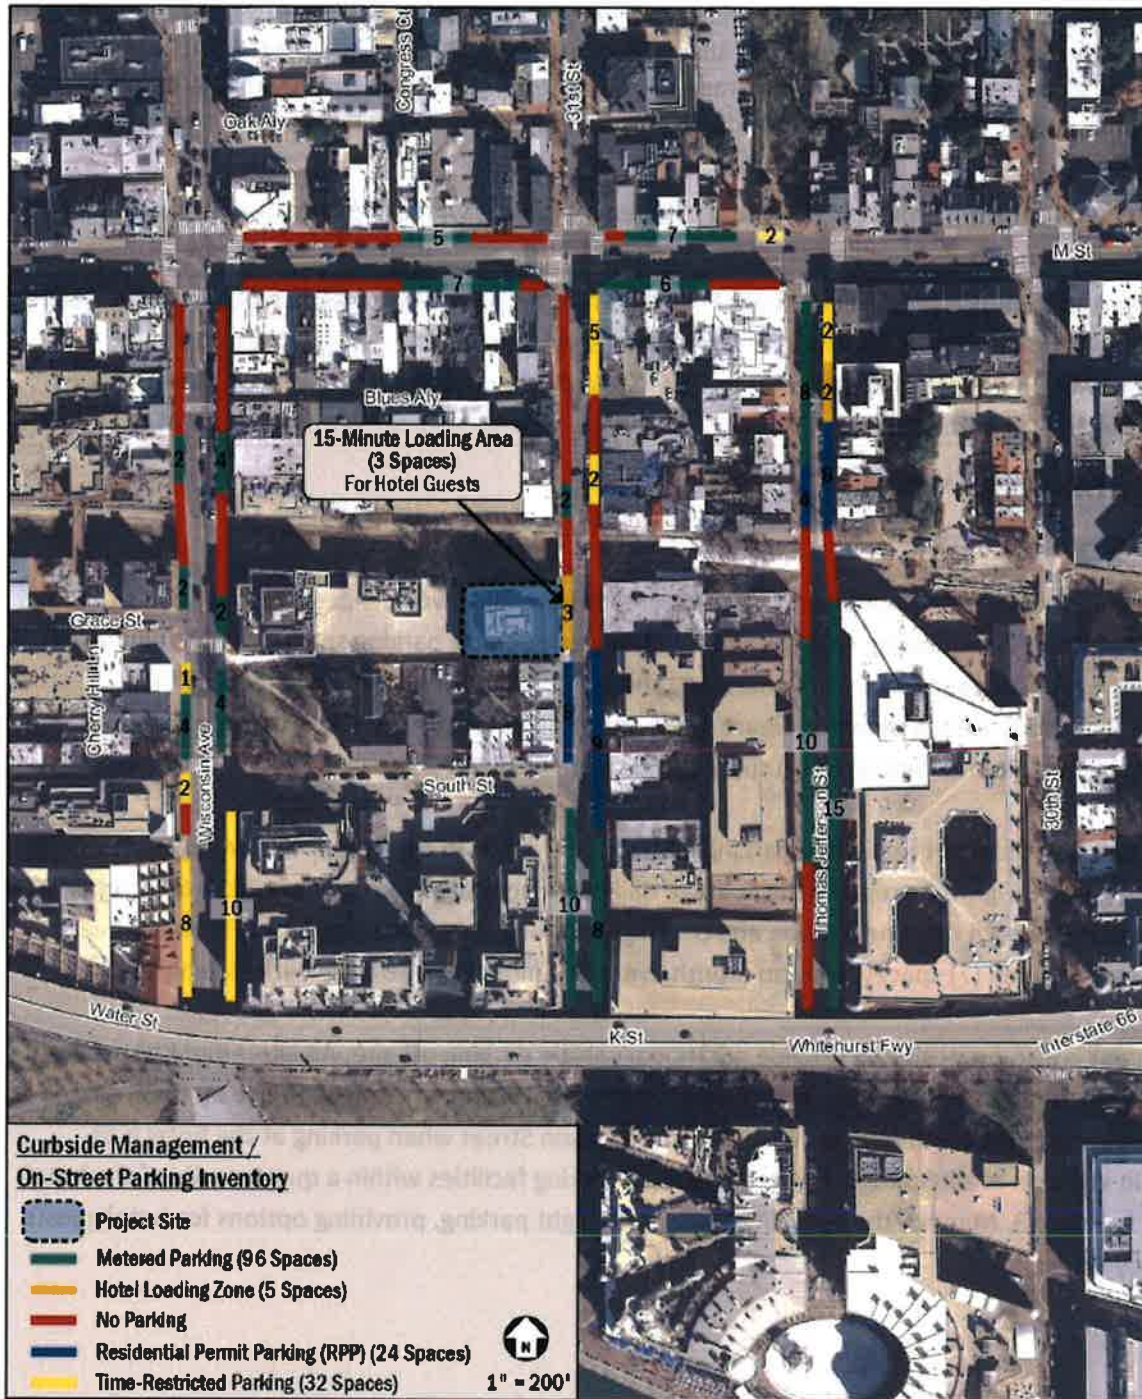 Congress Ct
31st St
Oak Aly
5
7
2
M St
7
6
5
2
2
8
Blues Aly
15-Minute Loading Area
(3 Spaces)
For Hotel Guests
2
4
2
2
4
2
2
3
Grace St
1
4
4
Cherry Hill Ln
Wisconsin Ave
2
South St
9
10
15
Thomas Jefferson St
30th St
8
10
10
8
Water St
K St
Whitehurst Fwy
Interstate 66
Curbside Management /
On-Street Parking Inventory
Project Site
Metered Parking (96 Spaces)
Hotel Loading Zone (5 Spaces)
No Parking
Residential Permit Parking (RPP) (24 Spaces)
Time-Restricted Parking (32 Spaces)
N
1" = 200'